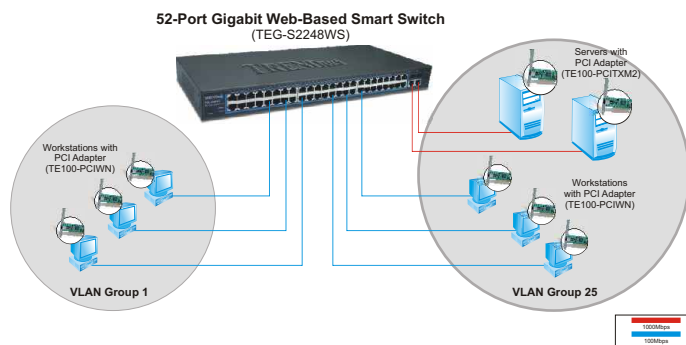 52-Port Gigabit Web-Based Smart Switch
(TEG-S2248WS)
TRENDnet
Servers with
PCI Adapter
(TE100-PCITXM2)
Workstations with
PCI Adapter
(TE100-PCIWN)
Workstations
with PCI Adapter
(TE100-PCIWN)
VLAN Group 1
VLAN Group 25
1000Mbps
100Mbps